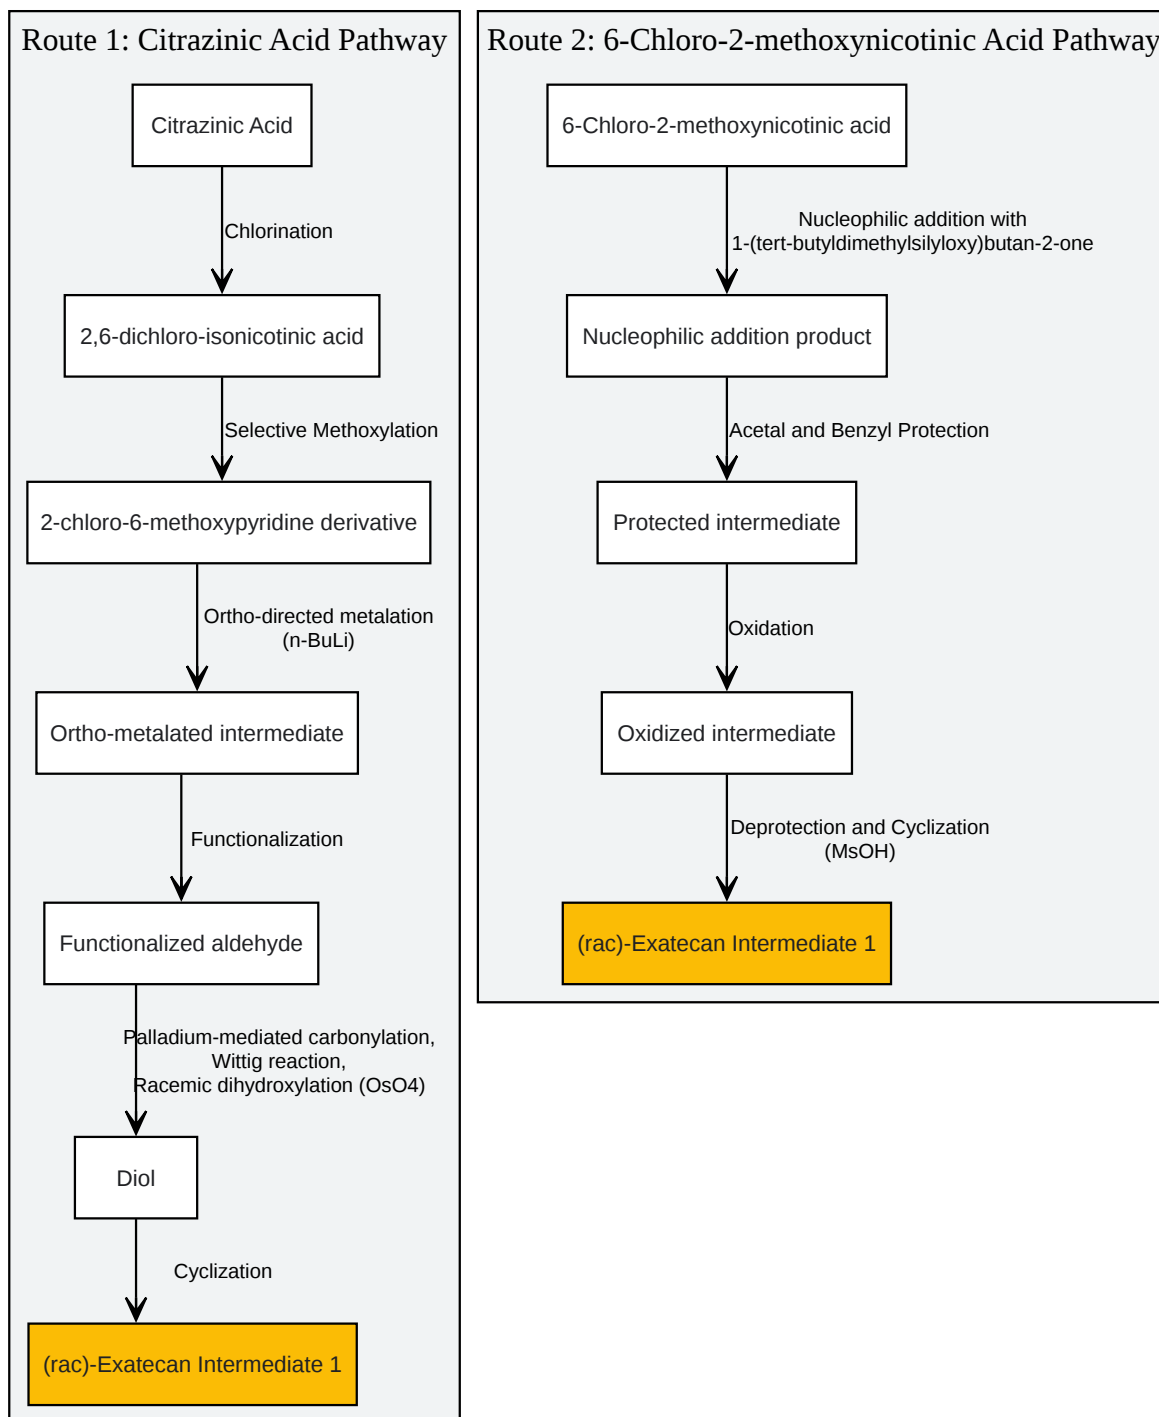 Route 1: Citrazinic Acid Pathway
Citrazinic Acid
Chlorination
2,6-dichloro-isonicotinic acid
Selective Methoxylation
2-chloro-6-methoxypyridine derivative
Ortho-directed metalation
(n-BuLi)
Ortho-metalated intermediate
Functionalization
Functionalized aldehyde
Palladium-mediated carbonylation,
Wittig reaction,
Racemic dihydroxylation (OsO4)
Diol
Cyclization
(rac)-Exatecan Intermediate 1
Route 2: 6-Chloro-2-methoxynicotinic Acid Pathway
6-Chloro-2-methoxynicotinic acid
Nucleophilic addition with
1-(tert-butyldimethylsilyloxy)butan-2-one
Nucleophilic addition product
Acetal and Benzyl Protection
Protected intermediate
Oxidation
Oxidized intermediate
Deprotection and Cyclization
(MsOH)
(rac)-Exatecan Intermediate 1